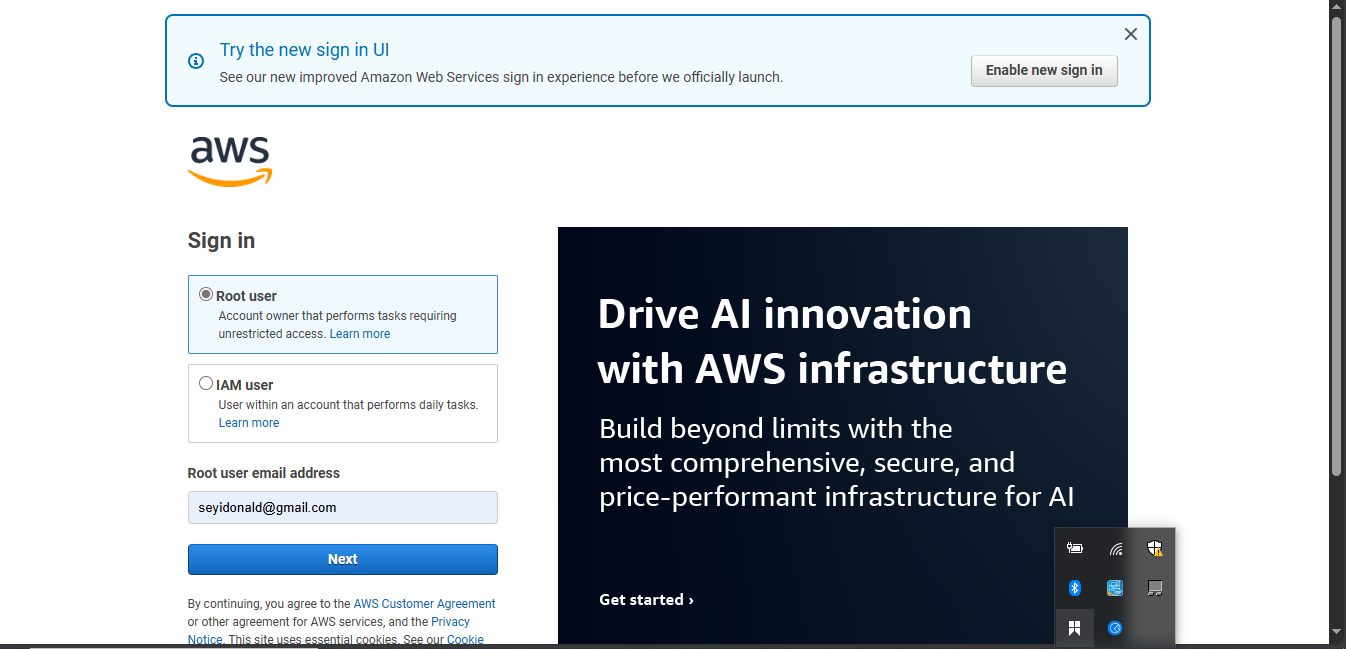 Try the new sign in UI
See our new improved Amazon Web Services sign in experience before we officially launch.
Enable new sign in
aws
Sign in
Root user
Account owner that performs tasks requiring
unrestricted access. Learn more
IAM user
User within an account that performs daily tasks.
Learn more
Root user email address
seyidonald@gmail.com
Next
By continuing, you agree to the AWS Customer Agreement
or other agreement for AWS services, and the Privacy
Notice. This site uses essential cookies. See our Cookie
Drive AI innovation
with AWS infrastructure
Build beyond limits with the
most comprehensive, secure, and
price-performant infrastructure for AI
Get started ›